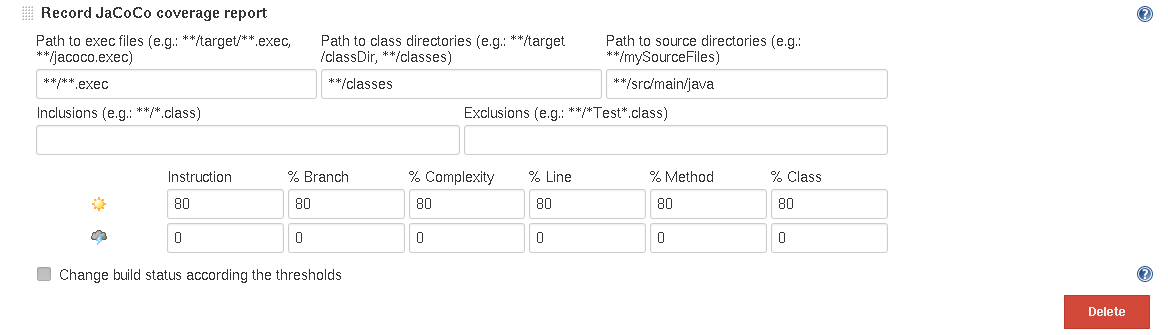 Record JaCoCo coverage report
Path to exec files (e.g.: **/target/**.exec, **/jacoco.exec)
Path to class directories (e.g.: **/target/classDir, **/classes)
Path to source directories (e.g.: **/mySourceFiles)
**/**.exec
**/classes
**/src/main/java
Inclusions (e.g.: **/*.class)
Exclusions (e.g.: **/*Test*.class)
Instruction % Branch % Complexity % Line % Method % Class
80 80 80 80 80 80
0 0 0 0 0 0
Change build status according the thresholds
Delete